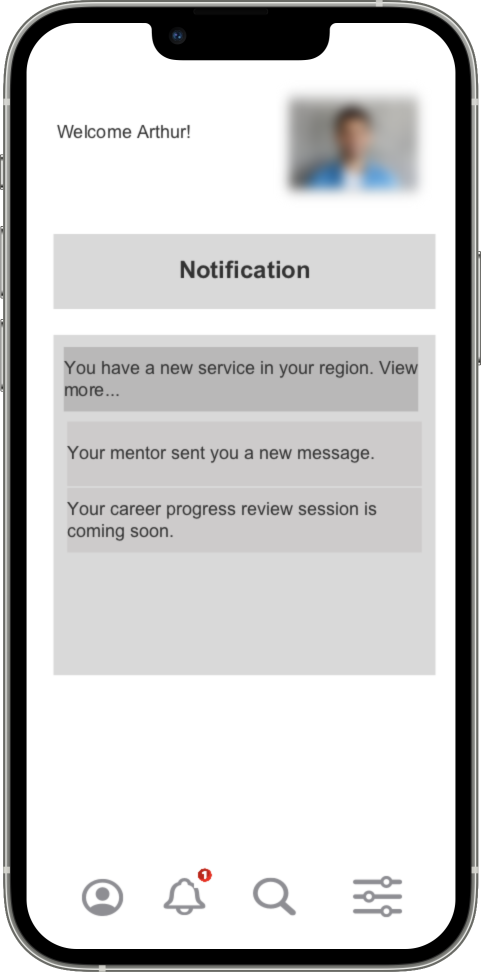 Welcome Arthur!
Notification
You have a new service in your region. View
more...
Your mentor sent you a new message.
Your career progress review session is
coming soon.
1